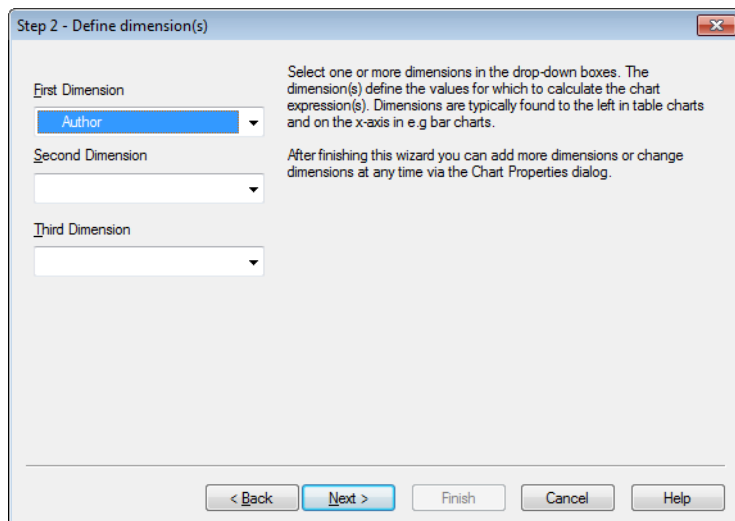 Step 2 - Define dimension(s)
First Dimension
Author
Second Dimension
Third Dimension
Select one or more dimensions in the drop-down boxes. The
dimension(s) define the values for which to calculate the chart
expression(s). Dimensions are typically found to the left in table charts
and on the x-axis in e.g bar charts.
After finishing this wizard you can add more dimensions or change
dimensions at any time via the Chart Properties dialog.
< Back
Next >
Finish
Cancel
Help